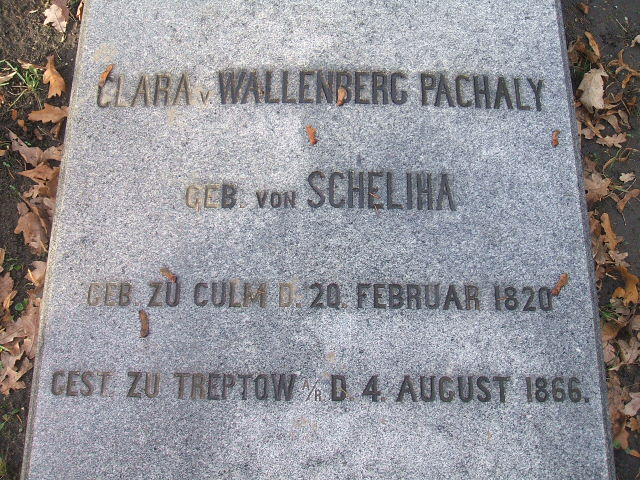 CLARA v. WALLENBERG PACHALY
GEB. VON SCHELIHA
GEB. ZU CULM D. 20. FEBRUAR 1820
GEST. ZU TREPTOW A/R D. 4. AUGUST 1866.